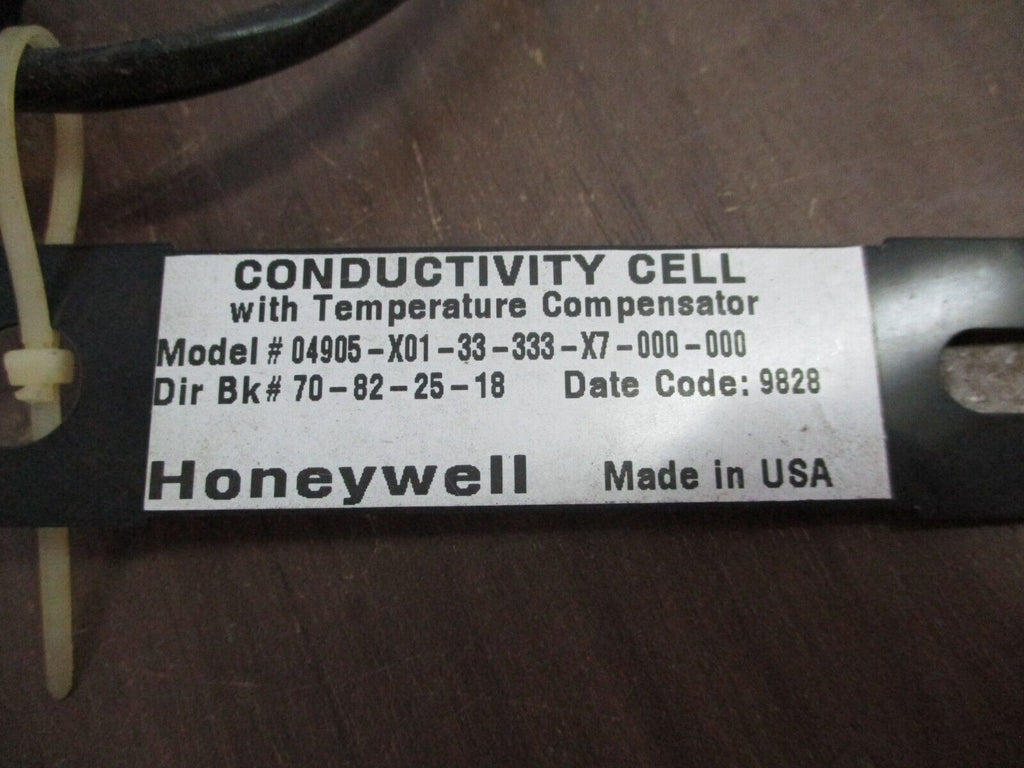 CONDUCTIVITY CELL
with Temperature Compensator
Model # 04905-X01-33-333-X7-000-000
Dir Bk# 70-82-25-18 Date Code: 9828
Honeywell Made in USA